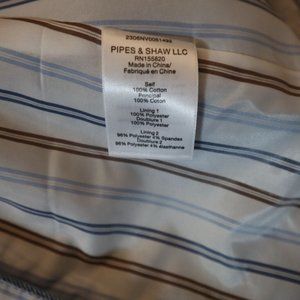 PIPES & SHAW LLC
RN155820
Made in China/
Fabriqué en Chine
Self
100% Cotton
Principal
100% Coton
Lining 1
100% Polyester
Doublure 1
100% Polyester
Lining 2
96% Polyester 4% Spandex
Doublure 2
96% Polyester 4% élasthanne